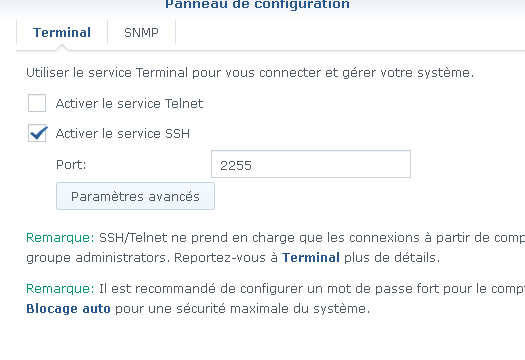 Panneau de configuration
Terminal SNMP
Utiliser le service Terminal pour vous connecter et gérer votre système.
Activer le service Telnet
Activer le service SSH
Port: 2255
Paramètres avancés
Remarque: SSH/Telnet ne prend en charge que les connexions à partir de comp
groupe administrators. Reportez-vous à Terminal plus de détails.
Remarque: Il est recommandé de configurer un mot de passe fort pour le comp
Blocage auto pour une sécurité maximale du système.